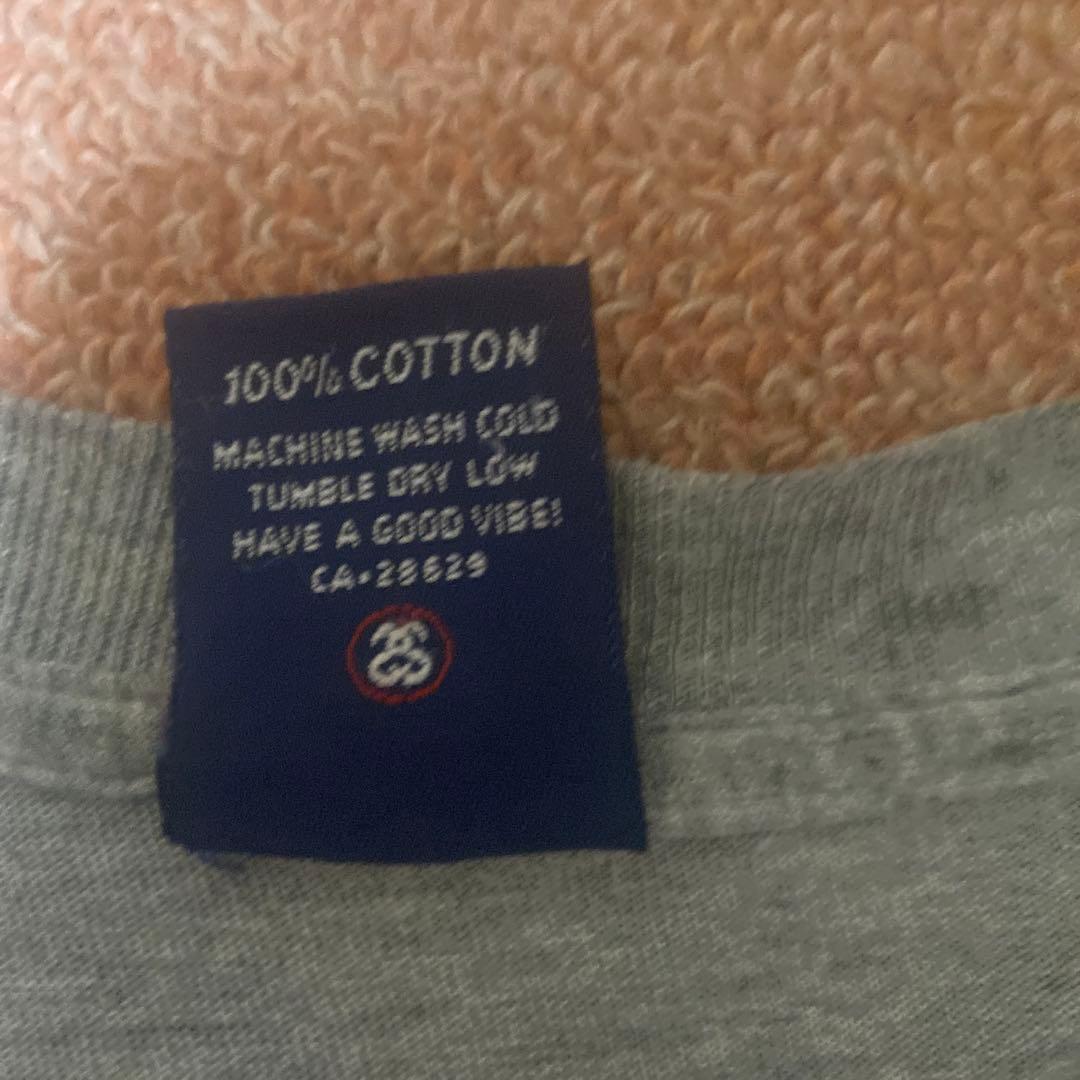 100% COTTON
MACHINE WASH COLD
TUMBLE DRY LOW
HAVE A GOOD VIBE!
CA-28629